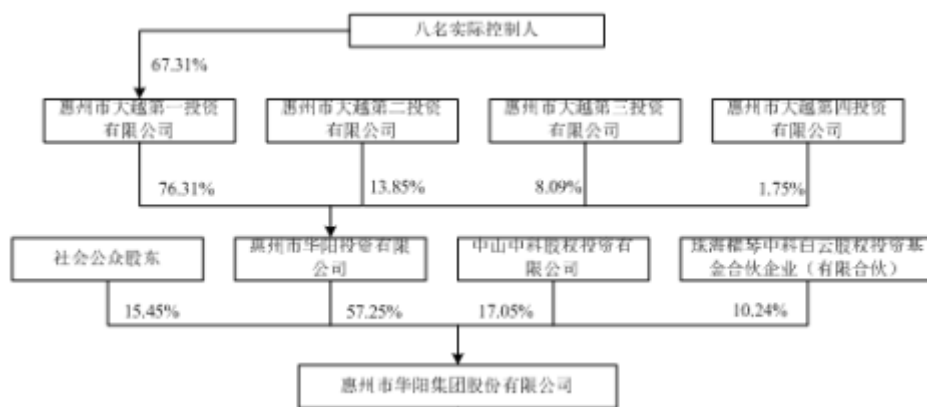 八名实际控制人
67.31%
惠州市大越第一投资
有限公司
惠州市大越第二投资
有限公司
惠州市大越第三投资
有限公司
惠州市大越第四投资
有限公司
76.31%
13.85%
8.09%
1.75%
社会公众股东
惠州市华阳投资有限
公司
中山中科股权投资有
限公司
珠海横琴中科白云股权投资基
金合伙企业（有限合伙）
15.45%
57.25%
17.05%
10.24%
惠州市华阳集团股份有限公司